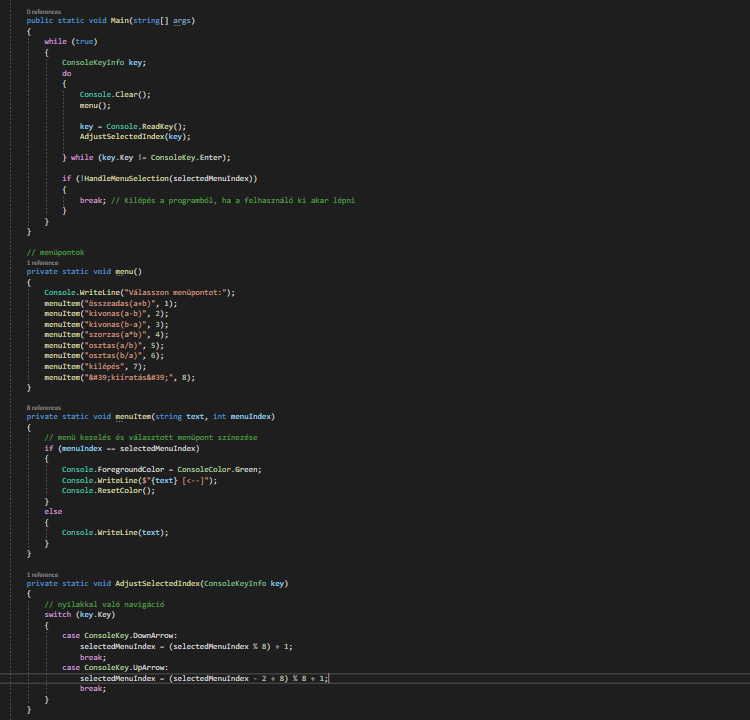 0 references
public static void Main(string[] args)
{
while (true)
{
ConsoleKeyInfo key;
do
{
Console.Clear();
menu();
key = Console.ReadKey();
AdjustSelectedIndex(key);
} while (key.Key != ConsoleKey.Enter);
if (!HandleMenuSelection(selectedMenuIndex))
{
break; // Kilépés a programból, ha a felhasználó ki akar lépni
}
}
}
// menüpontok
1 reference
private static void menu()
{
Console.WriteLine("Válasszon menüpontot:");
menuItem("összeadas(a+b)", 1);
menuItem("kivonas(a-b)", 2);
menuItem("kivonas(b-a)", 3);
menuItem("szorzas(a*b)", 4);
menuItem("osztas(a/b)", 5);
menuItem("osztas(b/a)", 6);
menuItem("kilépés", 7);
menuItem("&#39;kiíratás&#39;", 8);
}
8 references
private static void menuItem(string text, int menuIndex)
{
// menü kezelés és választott menüpont színezése
if (menuIndex == selectedMenuIndex)
{
Console.ForegroundColor = ConsoleColor.Green;
Console.WriteLine($"{text} [<--]");
Console.ResetColor();
}
else
{
Console.WriteLine(text);
}
}
1 reference
private static void AdjustSelectedIndex(ConsoleKeyInfo key)
{
// nyilakkal való navigáció
switch (key.Key)
{
case ConsoleKey.DownArrow:
selectedMenuIndex = (selectedMenuIndex % 8) + 1;
break;
case ConsoleKey.UpArrow:
selectedMenuIndex = (selectedMenuIndex - 2 + 8) % 8 + 1;
break;
}
}